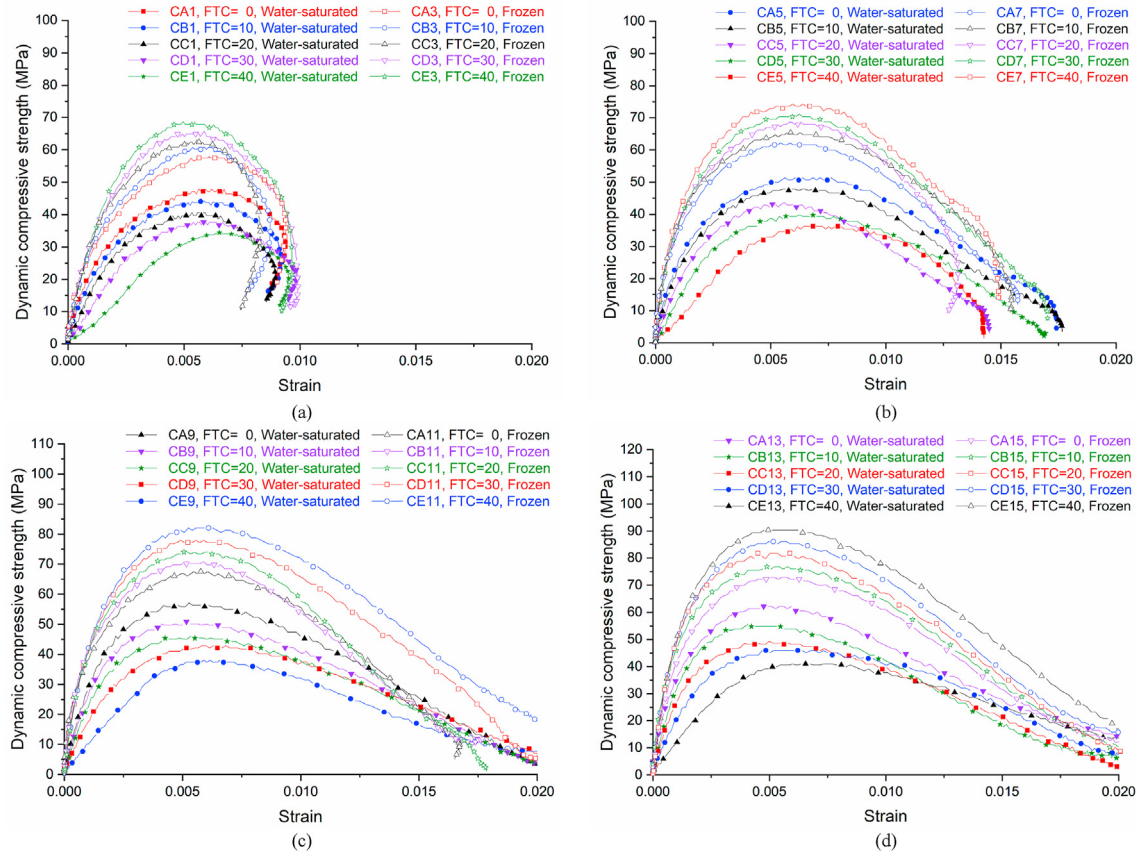 CA1, FTC= 0, Water-saturated CA3, FTC= 0, Frozen
CB1, FTC=10, Water-saturated CB3, FTC=10, Frozen
CC1, FTC=20, Water-saturated CC3, FTC=20, Frozen
CD1, FTC=30, Water-saturated CD3, FTC=30, Frozen
CE1, FTC=40, Water-saturated CE3, FTC=40, Frozen
Dynamic compressive strength (MPa)
100
90
80
70
60
50
40
30
20
10
0
0.000 0.005 0.010 0.015 0.020
Strain
(a)
CA5, FTC= 0, Water-saturated CA7, FTC= 0, Frozen
CB5, FTC=10, Water-saturated CB7, FTC=10, Frozen
CC5, FTC=20, Water-saturated CC7, FTC=20, Frozen
CD5, FTC=30, Water-saturated CD7, FTC=30, Frozen
CE5, FTC=40, Water-saturated CE7, FTC=40, Frozen
Dynamic compressive strength (MPa)
100
90
80
70
60
50
40
30
20
10
0
0.000 0.005 0.010 0.015 0.020
Strain
(b)
CA9, FTC= 0, Water-saturated CA11, FTC= 0, Frozen
CB9, FTC=10, Water-saturated CB11, FTC=10, Frozen
CC9, FTC=20, Water-saturated CC11, FTC=20, Frozen
CD9, FTC=30, Water-saturated CD11, FTC=30, Frozen
CE9, FTC=40, Water-saturated CE11, FTC=40, Frozen
Dynamic compressive strength (MPa)
110
100
90
80
70
60
50
40
30
20
10
0
0.000 0.005 0.010 0.015 0.020
Strain
(c)
CA13, FTC= 0, Water-saturated CA15, FTC= 0, Frozen
CB13, FTC=10, Water-saturated CB15, FTC=10, Frozen
CC13, FTC=20, Water-saturated CC15, FTC=20, Frozen
CD13, FTC=30, Water-saturated CD15, FTC=30, Frozen
CE13, FTC=40, Water-saturated CE15, FTC=40, Frozen
Dynamic compressive strength (MPa)
120
110
100
90
80
70
60
50
40
30
20
10
0
0.000 0.005 0.010 0.015 0.020
Strain
(d)